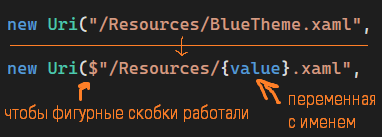 new Uri("/Resources/BlueTheme.xaml",
new Uri($"/Resources/{value}.xaml",
чтобы фигурные скобки работали
переменная
с именем